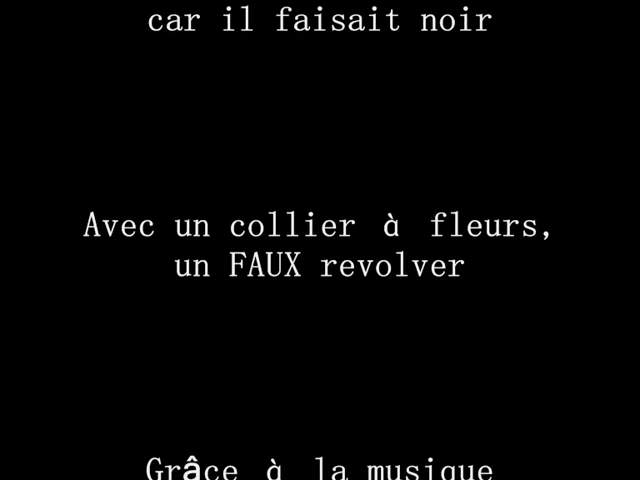 car il faisait noir
Avec un collier à fleurs,
un FAUX revolver
Grâce à la musique